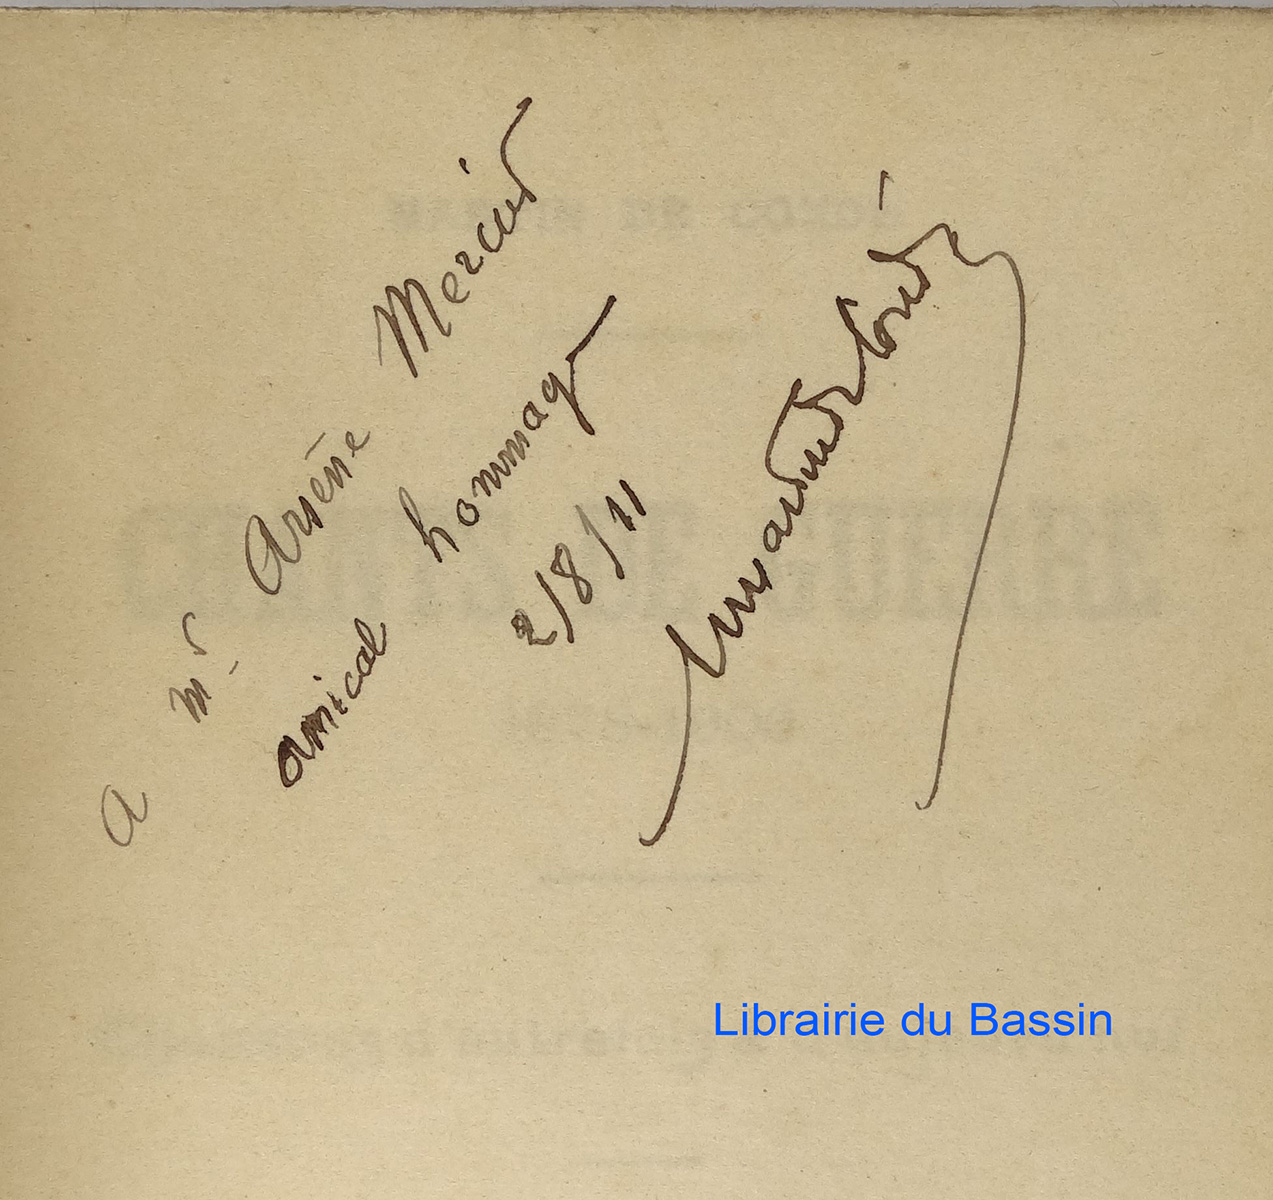 A Mr Arsène Mercier
amical hommage
2/8/11
Librairie du Bassin